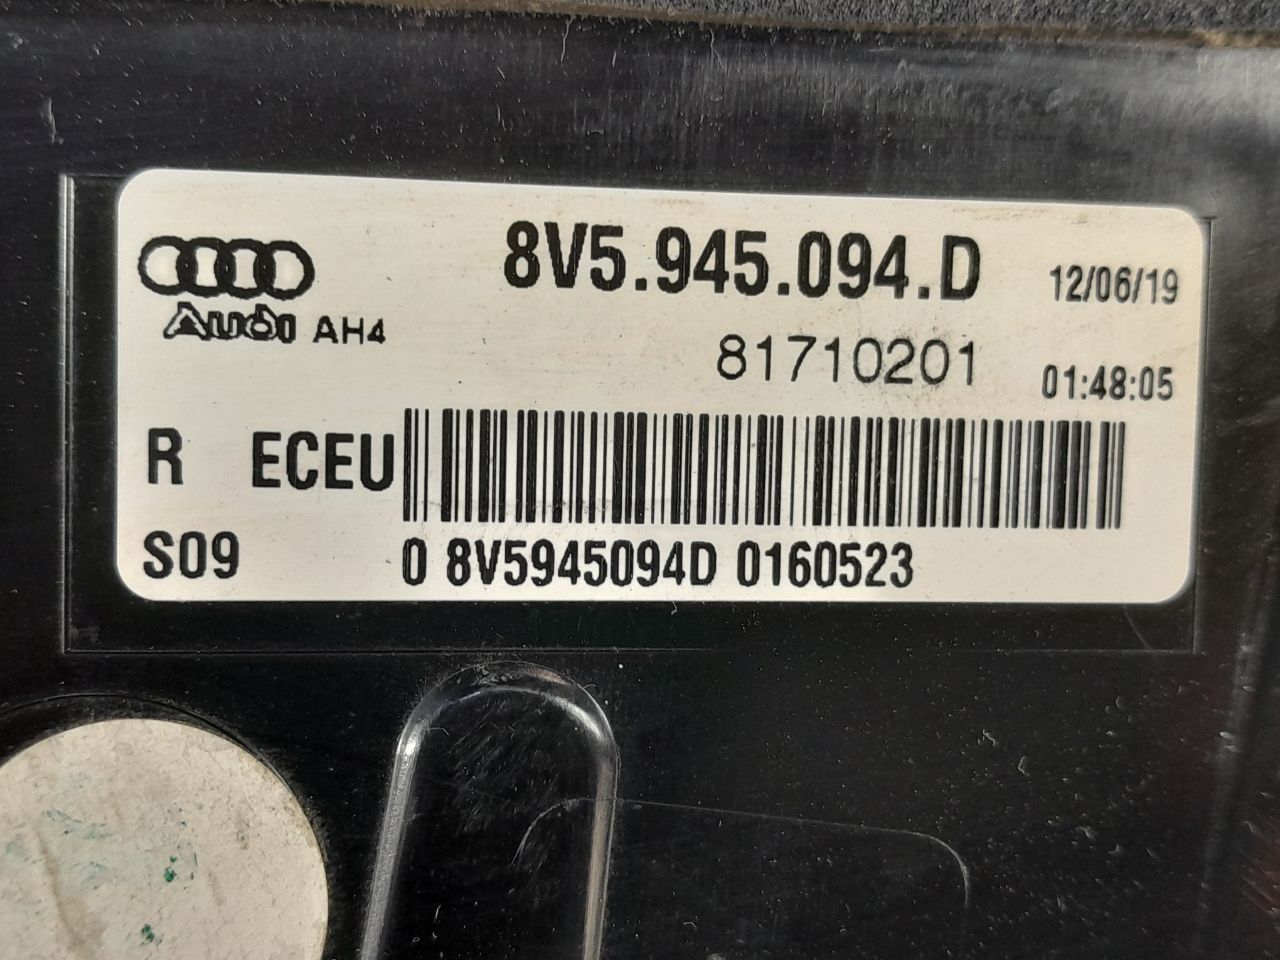 8V5.945.094.D 12/06/19
Audi AH4
81710201 01:48:05
R ECEU
S09 0 8V5945094D 0160523